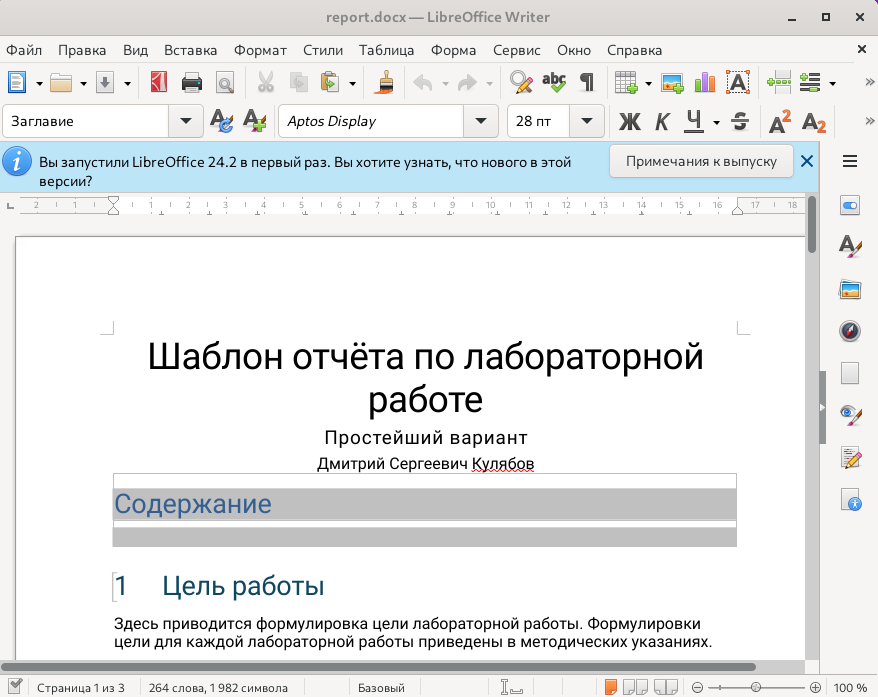 report.docx — LibreOffice Writer
Файл Правка Вид Вставка Формат Стили Таблица Форма Сервис Окно Справка
abc
Заглавие Aptos Display 28 пт Ж К Ч S A2 A2
Вы запустили LibreOffice 24.2 в первый раз. Вы хотите узнать, что нового в этой
версии?
Примечания к выпуску
2 1 1 2 3 4 5 6 7 8 9 10 11 12 13 14 15 16 17 18
Шаблон отчёта по лабораторной
работе
Простейший вариант
Дмитрий Сергеевич Кулябов
Содержание
1 Цель работы
Здесь приводится формулировка цели лабораторной работы. Формулировки
цели для каждой лабораторной работы приведены в методических указаниях.
Страница 1 из 3 264 слова, 1 982 символа Базовый 100 %